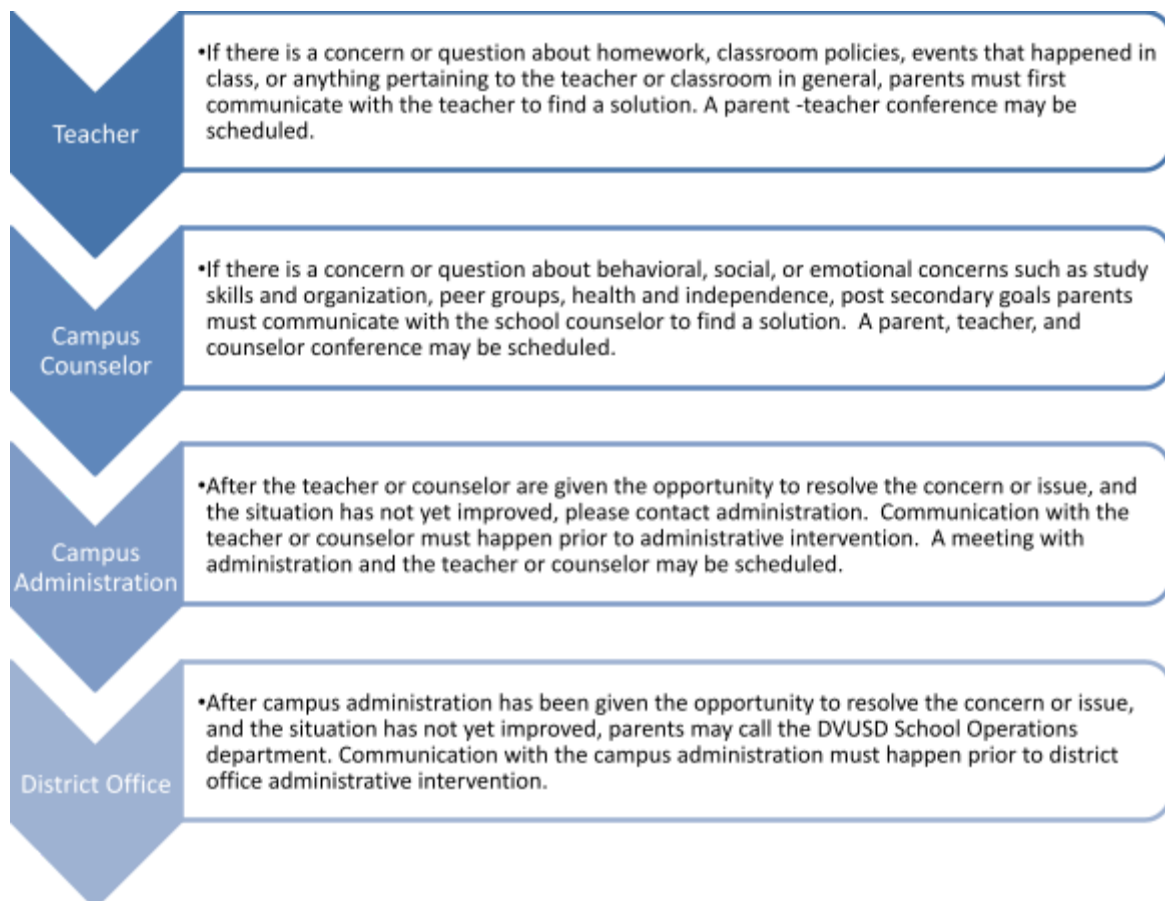 Teacher
•If there is a concern or question about homework, classroom policies, events that happened in
class, or anything pertaining to the teacher or classroom in general, parents must first
communicate with the teacher to find a solution. A parent -teacher conference may be
scheduled.
Campus
Counselor
•If there is a concern or question about behavioral, social, or emotional concerns such as study
skills and organization, peer groups, health and independence, post secondary goals parents
must communicate with the school counselor to find a solution.  A parent, teacher, and
counselor conference may be scheduled.
Campus
Administration
•After the teacher or counselor are given the opportunity to resolve the concern or issue, and
the situation has not yet improved, please contact administration.  Communication with the
teacher or counselor must happen prior to administrative intervention.  A meeting with
administration and the teacher or counselor may be scheduled.
District Office
•After campus administration has been given the opportunity to resolve the concern or issue,
and the situation has not yet improved, parents may call the DVUSD School Operations
department. Communication with the campus administration must happen prior to district
office administrative intervention.